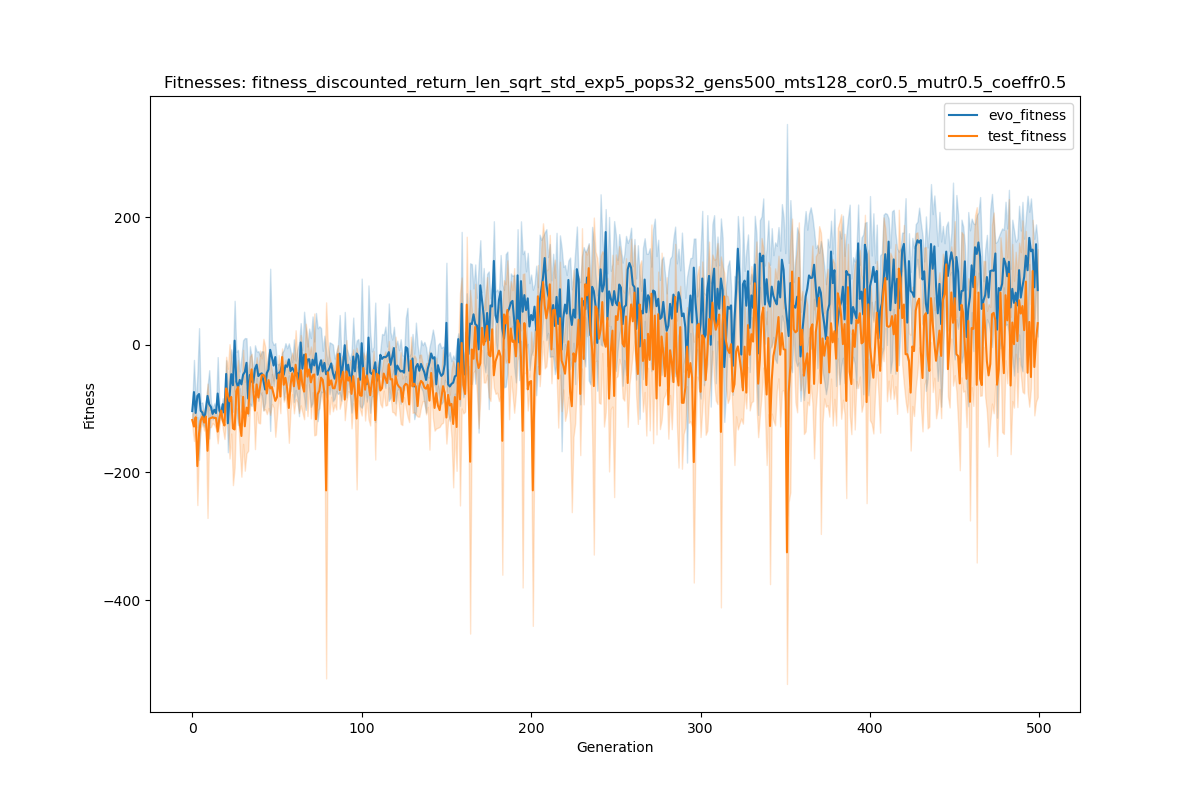 Fitnesses: fitness_discounted_return_len_sqrt_std_exp5_pops32_gens500_mts128_cor0.5_mutr0.5_coeffr0.5
evo_fitness
test_fitness
200
0
−200
−400
Fitness
0
100
200
300
400
500
Generation